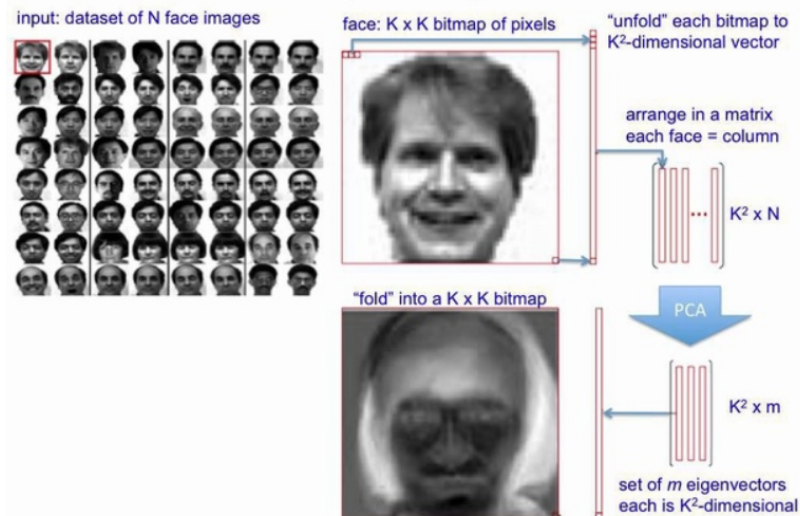 input: dataset of N face images
face: K x K bitmap of pixels
“unfold” each bitmap to
K²-dimensional vector
arrange in a matrix
each face = column
...
K² x N
PCA
“fold” into a K x K bitmap
K² x m
set of m eigenvectors
each is K²-dimensional